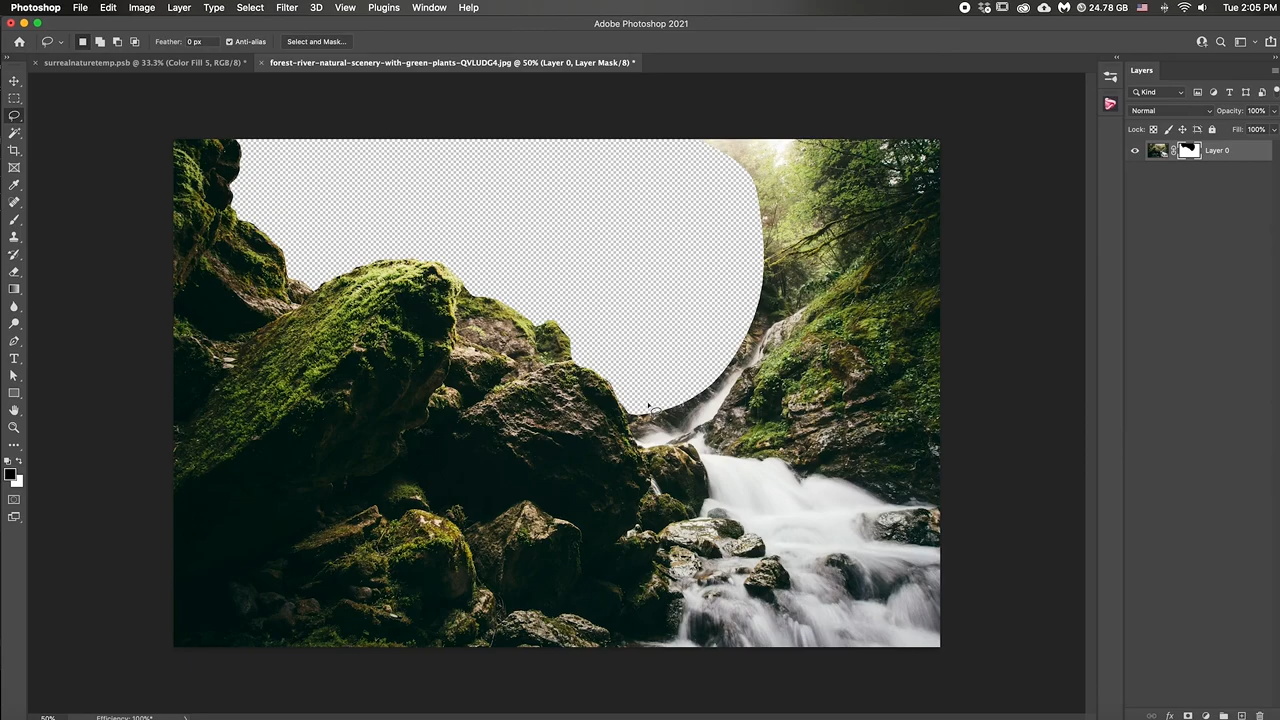 Photoshop File Edit Image Layer Type Select Filter 3D View Plugins Window Help 24.78 GB Tue 2:05 PM
Adobe Photoshop 2021
Feather: 0 px Anti-alias Select and Mask...
surrealnaturetemp.psb @ 33.3% (Color Fill 5, RGB/8) * forest-river-natural-scenery-with-green-plants-QVLUDG4.jpg @ 50% (Layer 0, Layer Mask/8) *
Layers
Kind
Normal Opacity: 100%
Lock: Fill: 100%
Layer 0
50% Efficiency: 100%*